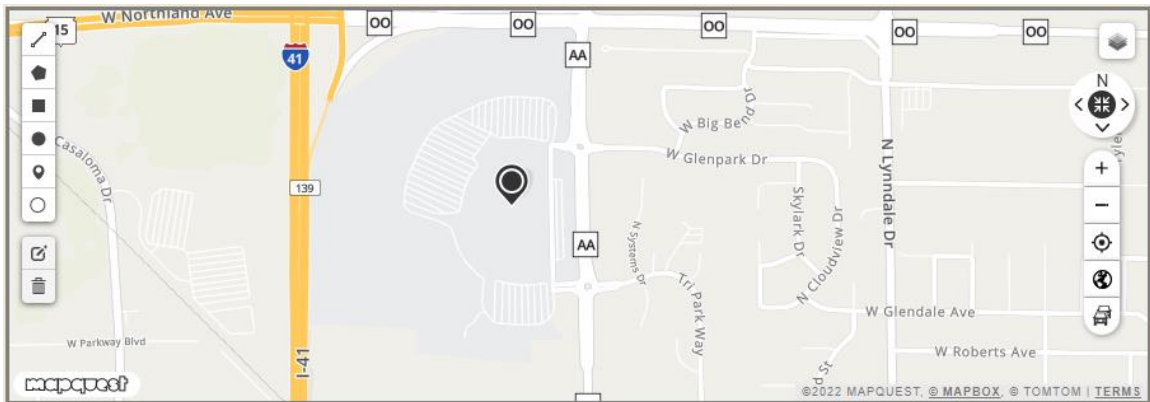 W Northland Ave
OO
OO
OO
OO
OO
15
41
AA
N
Casaloma Dr
W Big Bend Dr
W Glenpark Dr
139
N Lynndale Dr
Skylark Dr
N Cloudview Dr
N Systems Dr
AA
Tri Park Way
W Glendale Ave
W Parkway Blvd
I-41
W Roberts Ave
d St
mapquest
©2022 MAPQUEST, © MAPBOX, © TOMTOM | TERMS